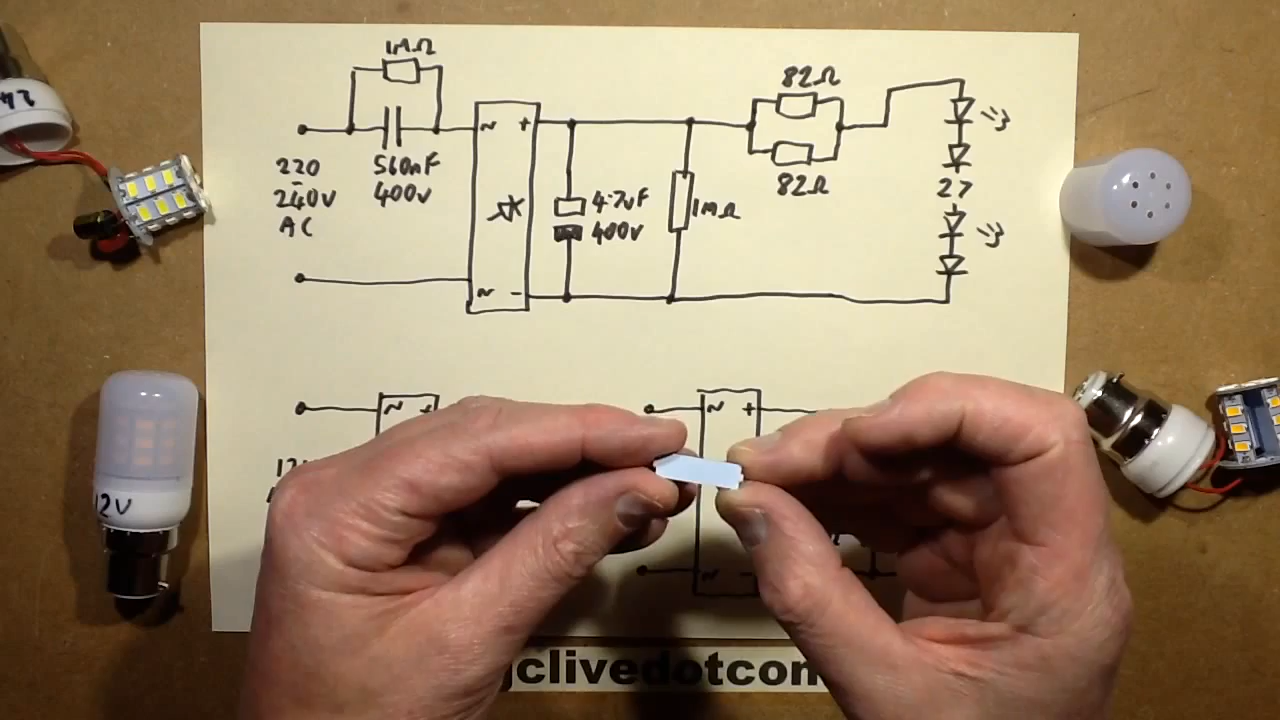 1MΩ
82Ω
~ +
220
-
240V
AC
560nF
400V
4.7uF
400V
1MΩ
82Ω
27
~ -
~ +
~ +
12V
~ -
jclivedotcom